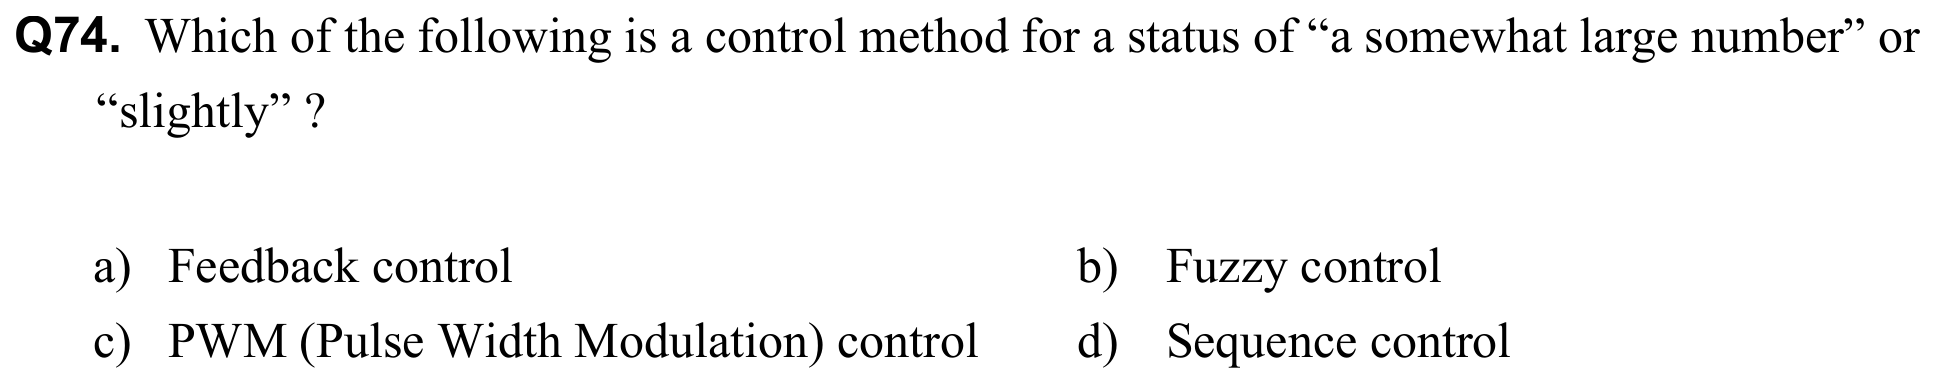 Q74. Which of the following is a control method for a status of “a somewhat large number” or
“slightly” ?
a) Feedback control b) Fuzzy control
c) PWM (Pulse Width Modulation) control d) Sequence control